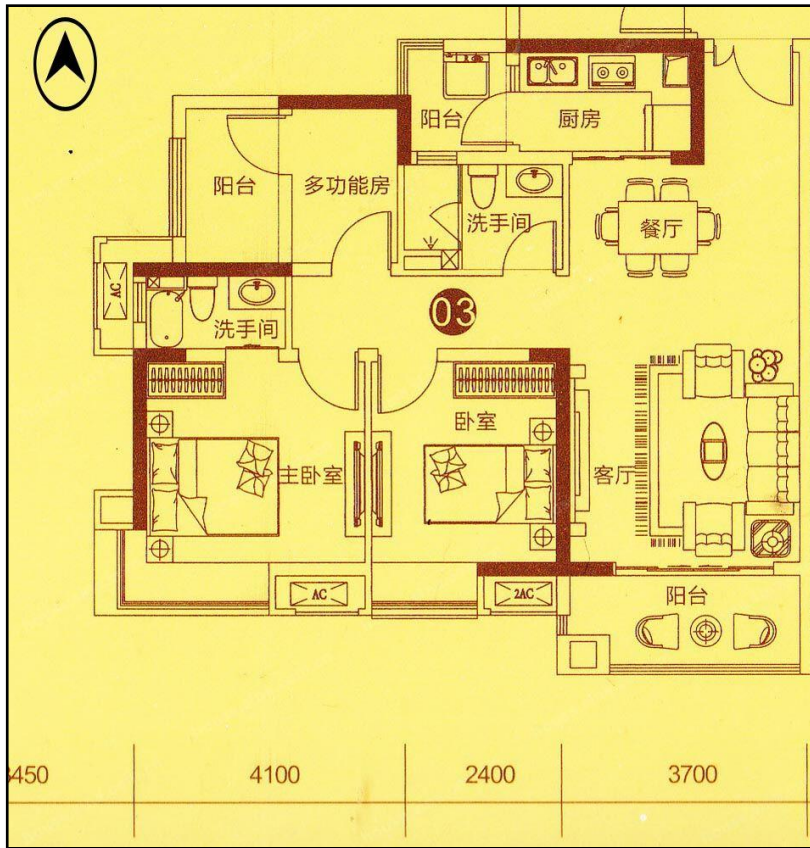 阳台
厨房
阳台
多功能房
洗手间
餐厅
AC
03
洗手间
卧室
主卧室
客厅
AC
2AC
阳台
3450
4100
2400
3700